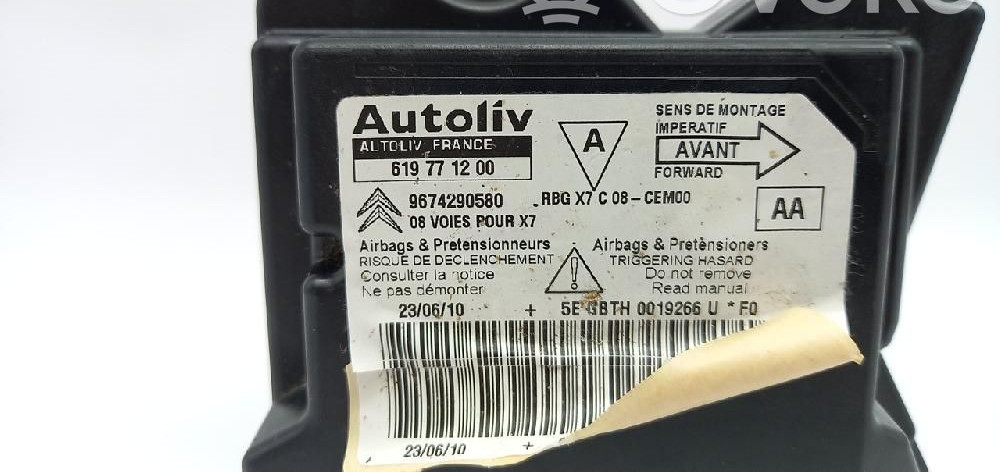 Autoliv
AUTOLIV FRANCE
619 77 12 00
A
SENS DE MONTAGE
IMPERATIF
AVANT
FORWARD
9674290580
RBG X7 C 08-CEM00
08 VOIES POUR X7
AA
Airbags & Pretensionneurs
RISQUE DE DECLENCHEMENT
Consulter la notice
Ne pas démonter
!
Airbags & Pretensioners
TRIGGERING HASARD
Do not remove
Read manual
23/06/10 + 5E GBTH 0019266 U * F0
23/06/10 +